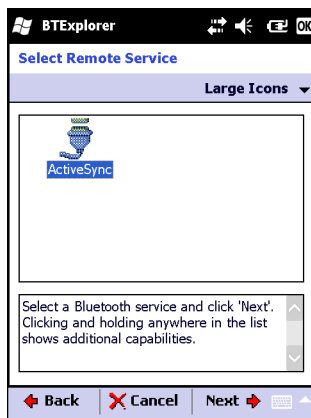 BTExplorer OK
Select Remote Service
Large Icons
ActiveSync
Select a Bluetooth service and click 'Next'.
Clicking and holding anywhere in the list
shows additional capabilities.
Back Cancel Next